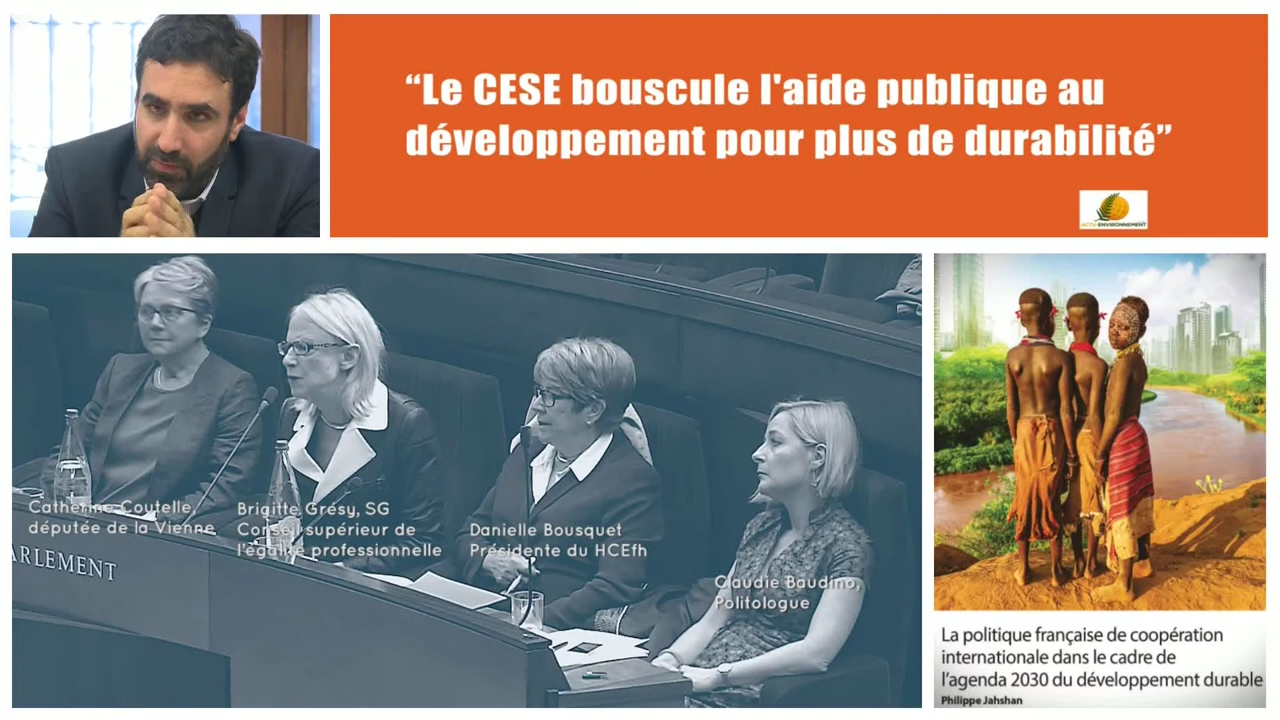 “Le CESE bouscule l'aide publique au
développement pour plus de durabilité”
ACTU-ENVIRONNEMENT
Catherine Coutelle,
députée de la Vienne
Brigitte Grésy, SG
Conseil supérieur de
l'égalité professionnelle
Danielle Bousquet
Présidente du HCEfh
Claudie Baudino,
Politologue
ARLEMENT
La politique française de coopération
internationale dans le cadre de
l’agenda 2030 du développement durable
Philippe Jahshan